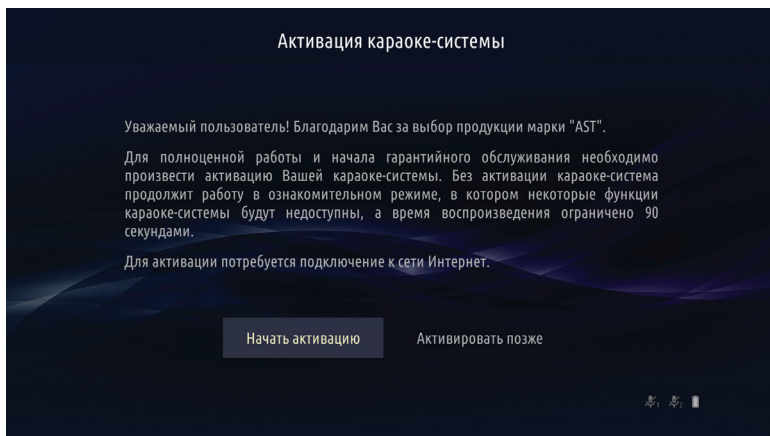 Активация караоке-системы
Уважаемый пользователь! Благодарим Вас за выбор продукции марки "AST".
Для полноценной работы и начала гарантийного обслуживания необходимо
произвести активацию Вашей караоке-системы. Без активации караоке-система
продолжит работу в ознакомительном режиме, в котором некоторые функции
караоке-системы будут недоступны, а время воспроизведения ограничено 90
секундами.
Для активации потребуется подключение к сети Интернет.
Начать активацию Активировать позже
1 2